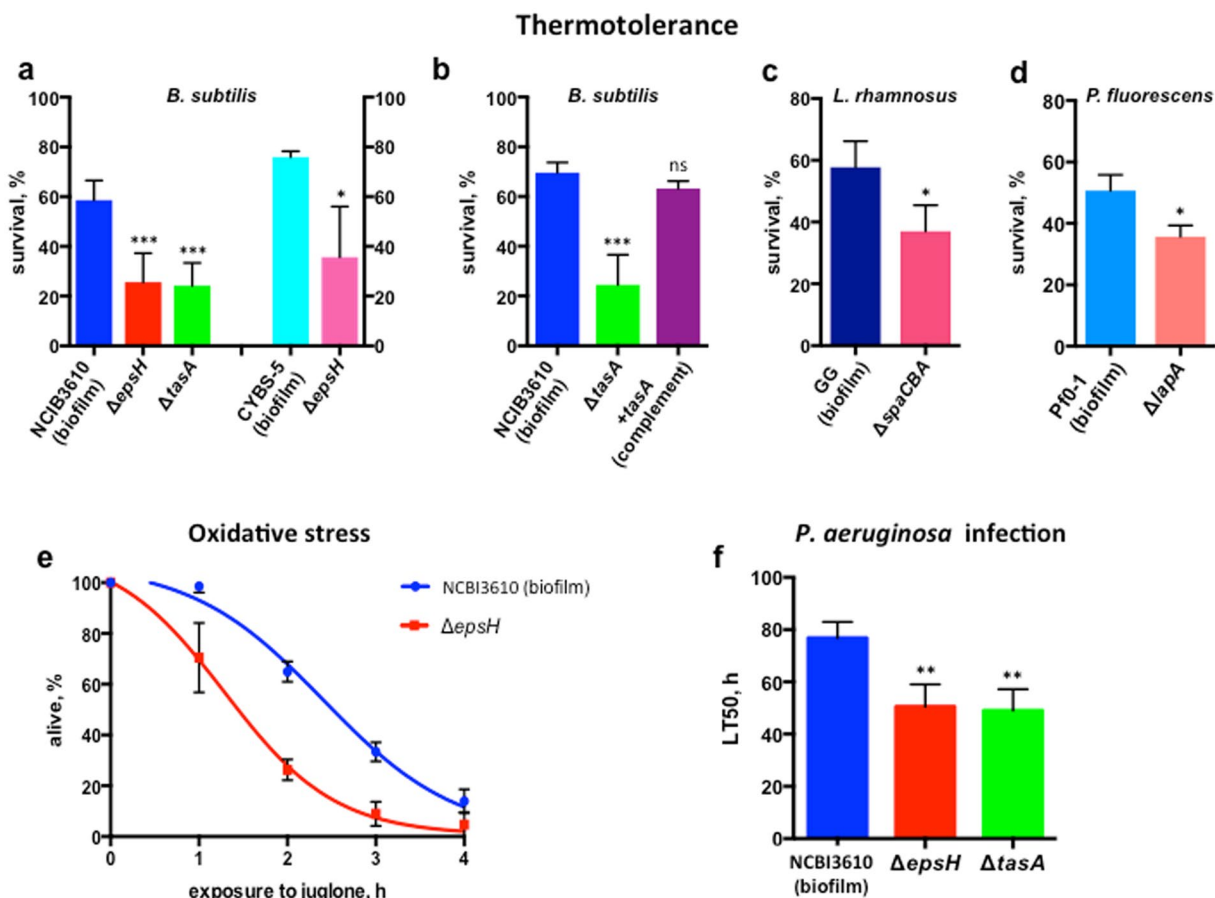 Thermotolerance
a
B. subtilis
survival, %
100
80
60
40
20
0
100
80
60
40
20
0
***
***
*
NCIB3610
(biofilm)
ΔepsH
ΔtasA
CYBS-5
(biofilm)
ΔepsH
b
B. subtilis
survival, %
100
80
60
40
20
0
***
ns
NCIB3610
(biofilm)
ΔtasA
+tasA
(complement)
c
L. rhamnosus
survival, %
80
60
40
20
0
*
GG
(biofilm)
ΔspaCBA
d
P. fluorescens
survival, %
80
60
40
20
0
*
Pf0-1
(biofilm)
ΔlapA
Oxidative stress
e
alive, %
100
80
60
40
20
0
NCBI3610 (biofilm)
ΔepsH
0 1 2 3 4
exposure to juglone, h
P. aeruginosa infection
f
LT50, h
100
80
60
40
20
0
**
**
NCBI3610
(biofilm)
ΔepsH
ΔtasA